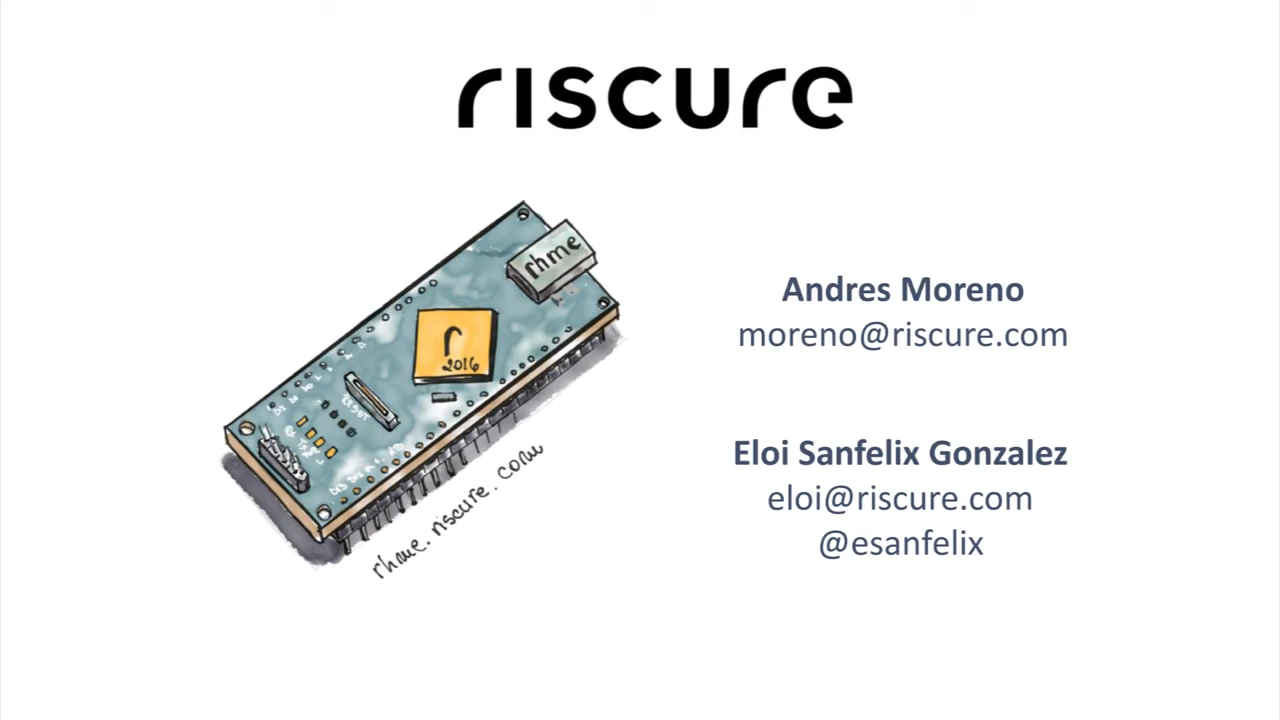 riscure
rhme
r
2016
rhme.riscure.com
Andres Moreno
moreno@riscure.com
Eloi Sanfelix Gonzalez
eloi@riscure.com
@esanfelix